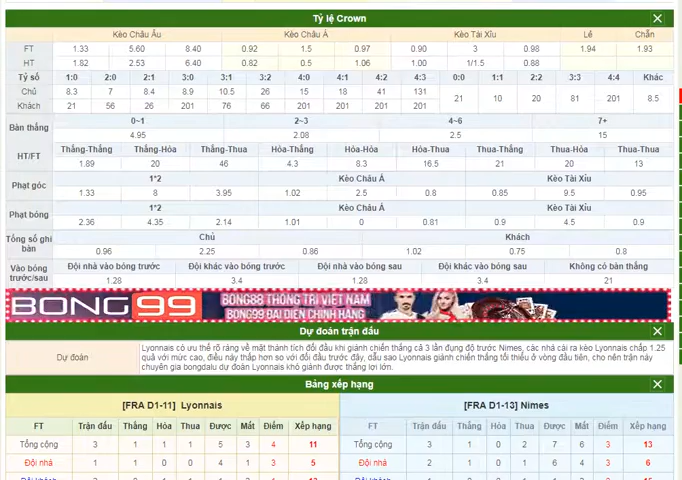 Tỷ lệ Crown
Kèo Châu Âu Kèo Châu Á Kèo Tài Xỉu Lẻ Chẵn
FT 1.33 5.60 8.40 0.92 1.5 0.97 0.90 3 0.98 1.94 1.93
HT 1.82 2.53 6.40 0.82 0.5 1.06 1.00 1/1.5 0.88
Tỷ số 1:0 2:0 2:1 3:0 3:1 3:2 4:0 4:1 4:2 4:3 0:0 1:1 2:2 3:3 4:4 Khác
Chủ 8.3 7 8.4 8.9 10.5 26 15 18 41 131
21 10 20 81 201 8.5
Khách 21 56 26 201 76 66 201 201 201 201
Bàn thắng 0~1 2~3 4~6 7+
4.95 2.08 2.5 15
HT/FT Thắng-Thắng Thắng-Hòa Thắng-Thua Hòa-Thắng Hòa-Hòa Hòa-Thua Thua-Thắng Thua-Hòa Thua-Thua
1.89 20 46 4.3 8.3 16.5 21 20 13
Phạt góc 1*2 Kèo Châu Á Kèo Tài Xỉu
1.33 8 3.95 1.02 2.5 0.8 0.85 9.5 0.95
Phạt bóng 1*2 Kèo Châu Á Kèo Tài Xỉu
2.36 4.35 2.14 1.01 0 0.81 0.9 4.5 0.9
Tổng số ghi bàn Chủ Khách
0.96 2.25 0.86 1.02 0.75 0.8
Vào bóng trước/sau Đội nhà vào bóng trước Đội khác vào bóng trước Đội nhà vào bóng sau Đội khác vào bóng sau Không có bàn thắng
1.28 3.4 1.28 3.4 21
BONG99 BONG88 THỐNG TRỊ VIỆT NAM
BONG99 ĐẠI DIỆN CHÍNH HÃNG
Dự đoán trận đấu
Dự đoán
Lyonnais có ưu thế rõ ràng về mặt thành tích đối đầu khi giành chiến thắng cả 3 lần đụng độ trước Nimes, các nhà cái ra kèo Lyonnais chấp 1.25
quả với mức cao, điều này thấp hơn so với đối đầu trước đây, dẫu sao Lyonnais giành chiến thắng tối thiểu ở vòng đầu tiên, cho nên trận này
chuyên gia bongdalu dự đoán Lyonnais khó giành được thắng lợi lớn.
Bảng xếp hạng
[FRA D1-11] Lyonnais [FRA D1-13] Nimes
FT Trận đấu Thắng Hòa Thua Được Mất Điểm Xếp hạng FT Trận đấu Thắng Hòa Thua Được Mất Điểm Xếp hạng
Tổng cộng 3 1 1 1 5 3 4 11 Tổng cộng 3 1 0 2 7 6 3 13
Đội nhà 1 1 0 0 4 1 3 5 Đội nhà 2 1 0 1 6 4 3 6